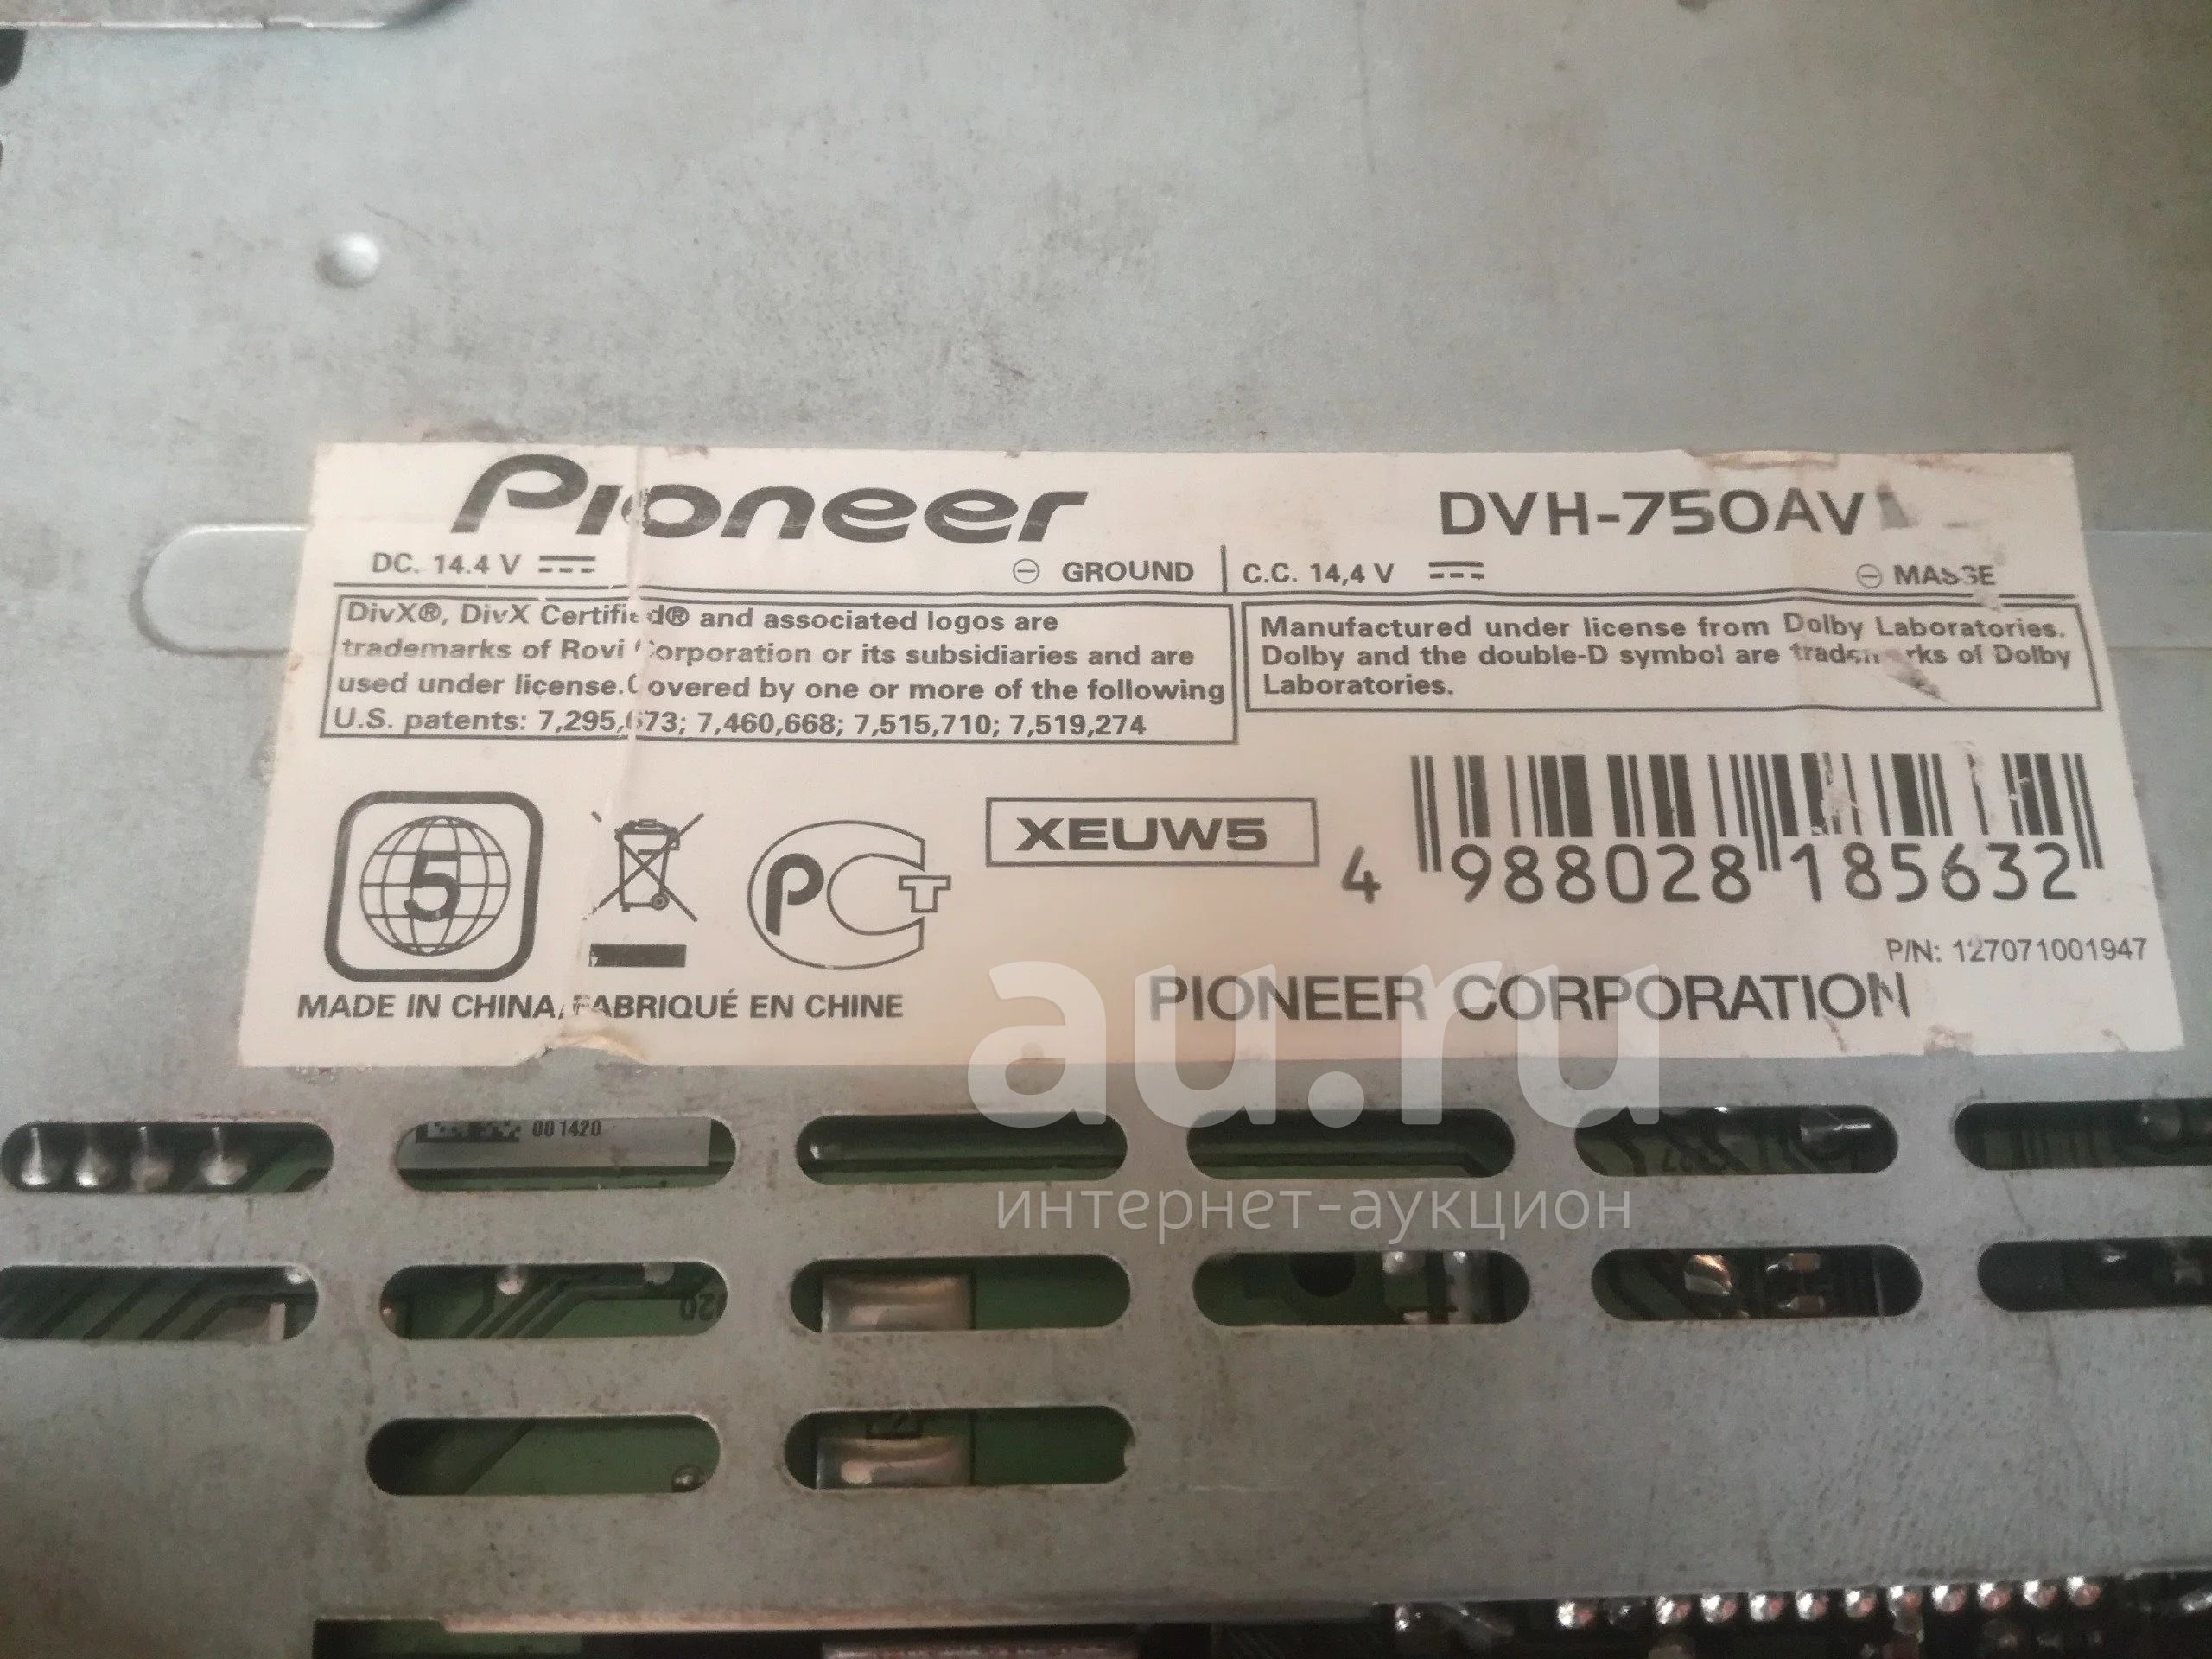 Pioneer
DVH-750AV
DC. 14.4 V
GROUND
C.C. 14,4 V
MASSE
DivX®, DivX Certified® and associated logos are
trademarks of Rovi Corporation or its subsidiaries and are
used under license.Covered by one or more of the following
U.S. patents: 7,295,673; 7,460,668; 7,515,710; 7,519,274
Manufactured under license from Dolby Laboratories.
Dolby and the double-D symbol are trademarks of Dolby
Laboratories.
5
РСТ
XEUW5
4 988028 185632
P/N: 127071001947
MADE IN CHINA/FABRIQUÉ EN CHINE
PIONEER CORPORATION
au.ru
интернет-аукцион
001420